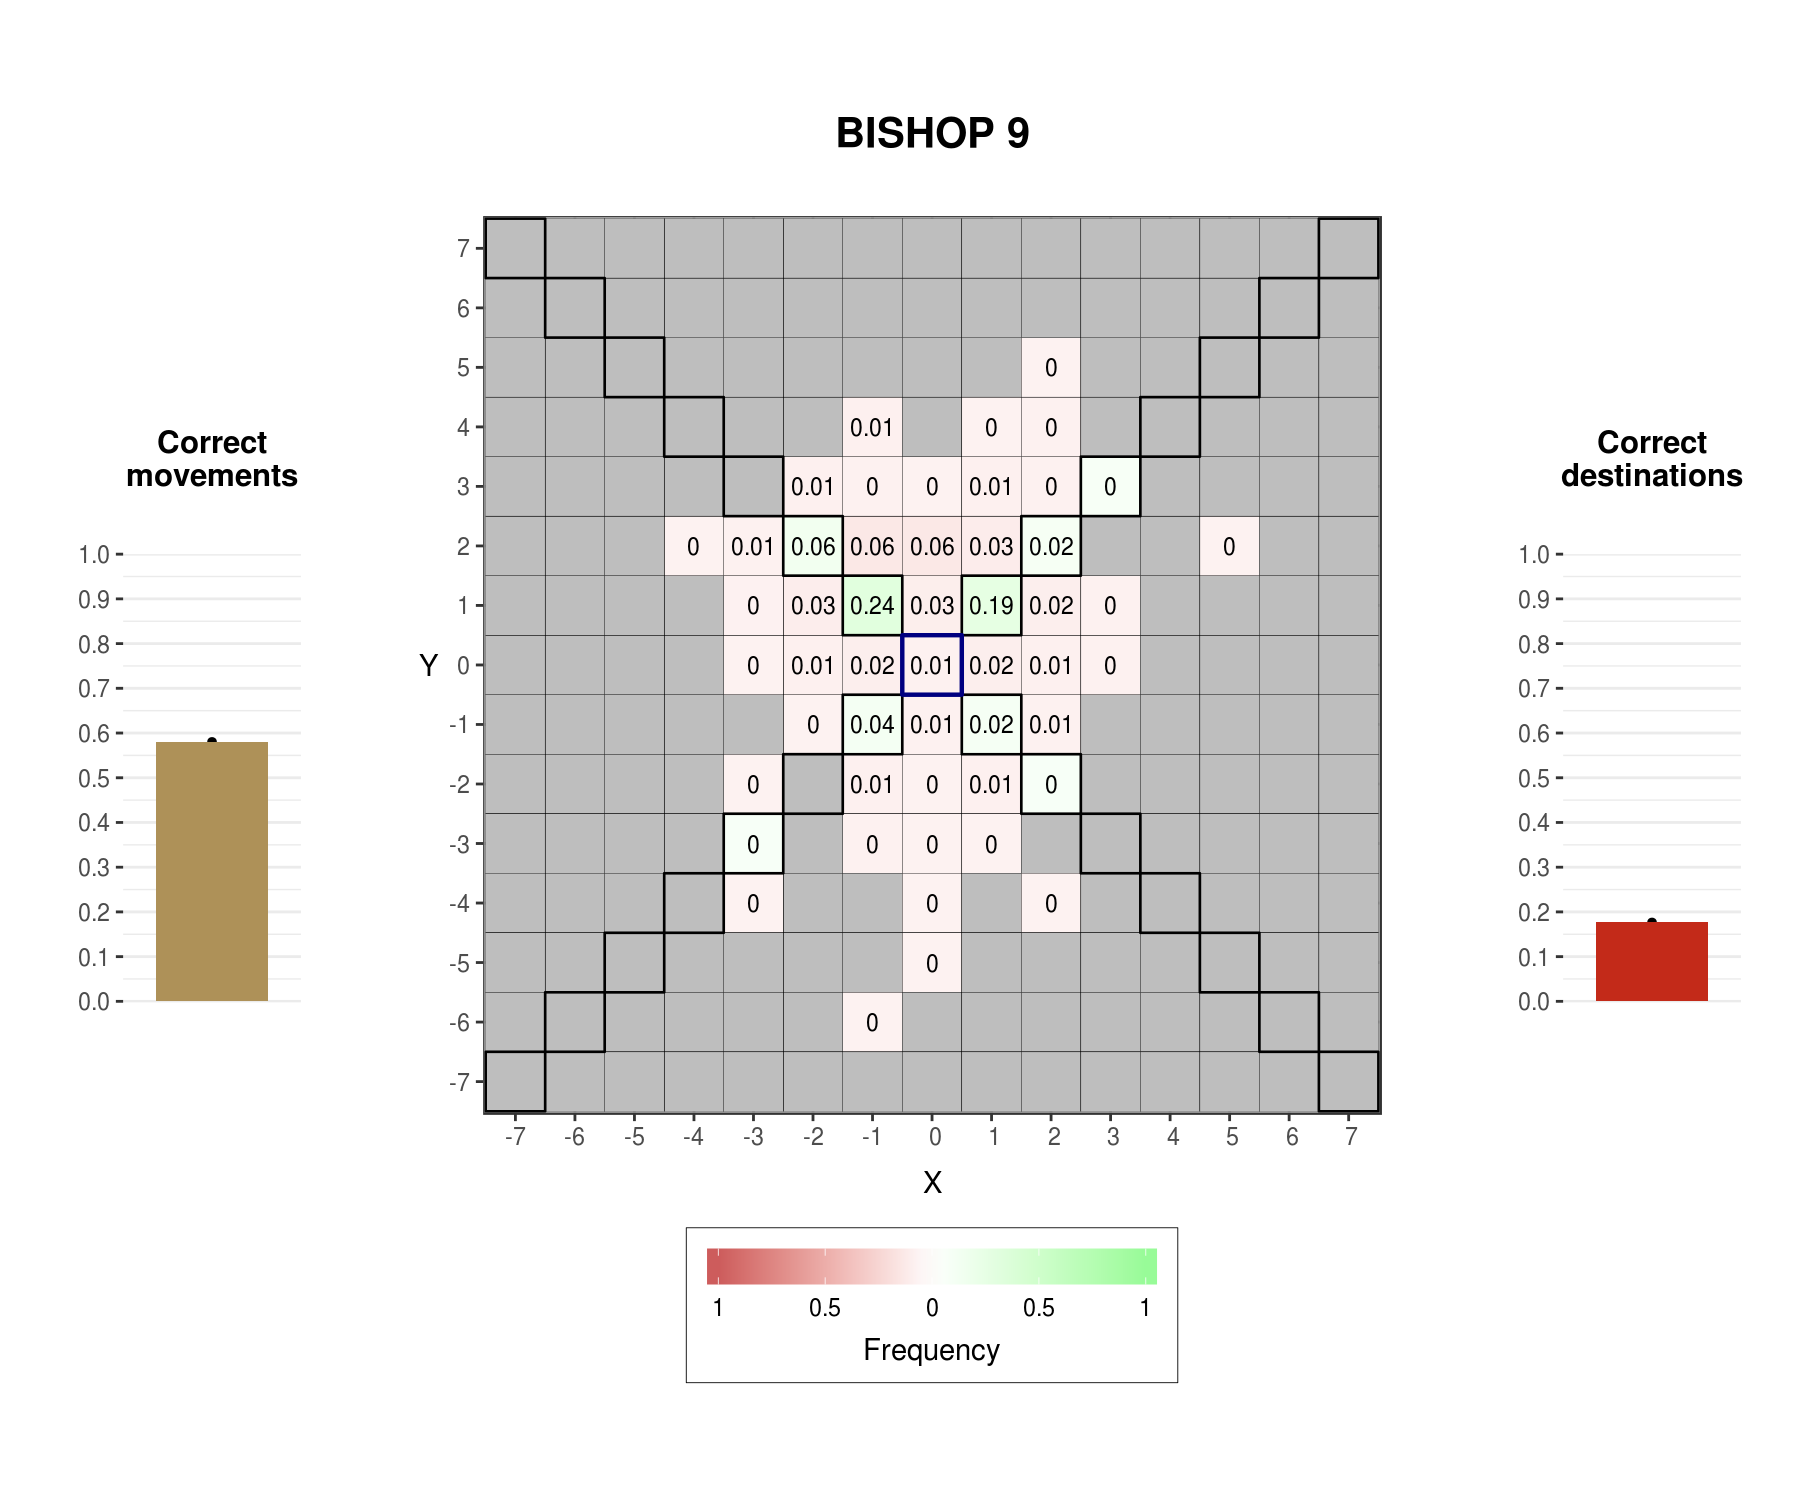 BISHOP 9
Correct
movements
1.0
0.9
0.8
0.7
0.6
0.5
0.4
0.3
0.2
0.1
0.0
Y
7
6
5
4
3
2
1
0
-1
-2
-3
-4
-5
-6
-7
0
0.01 0 0
0.01 0 0 0.01 0 0
0 0.01 0.06 0.06 0.06 0.03 0.02 0
0 0.03 0.24 0.03 0.19 0.02 0
0 0.01 0.02 0.01 0.02 0.01 0
0 0.04 0.01 0.02 0.01
0 0.01 0 0.01 0
0 0 0 0
0 0 0
0
0
-7 -6 -5 -4 -3 -2 -1 0 1 2 3 4 5 6 7
X
1 0.5 0 0.5 1
Frequency
Correct
destinations
1.0
0.9
0.8
0.7
0.6
0.5
0.4
0.3
0.2
0.1
0.0